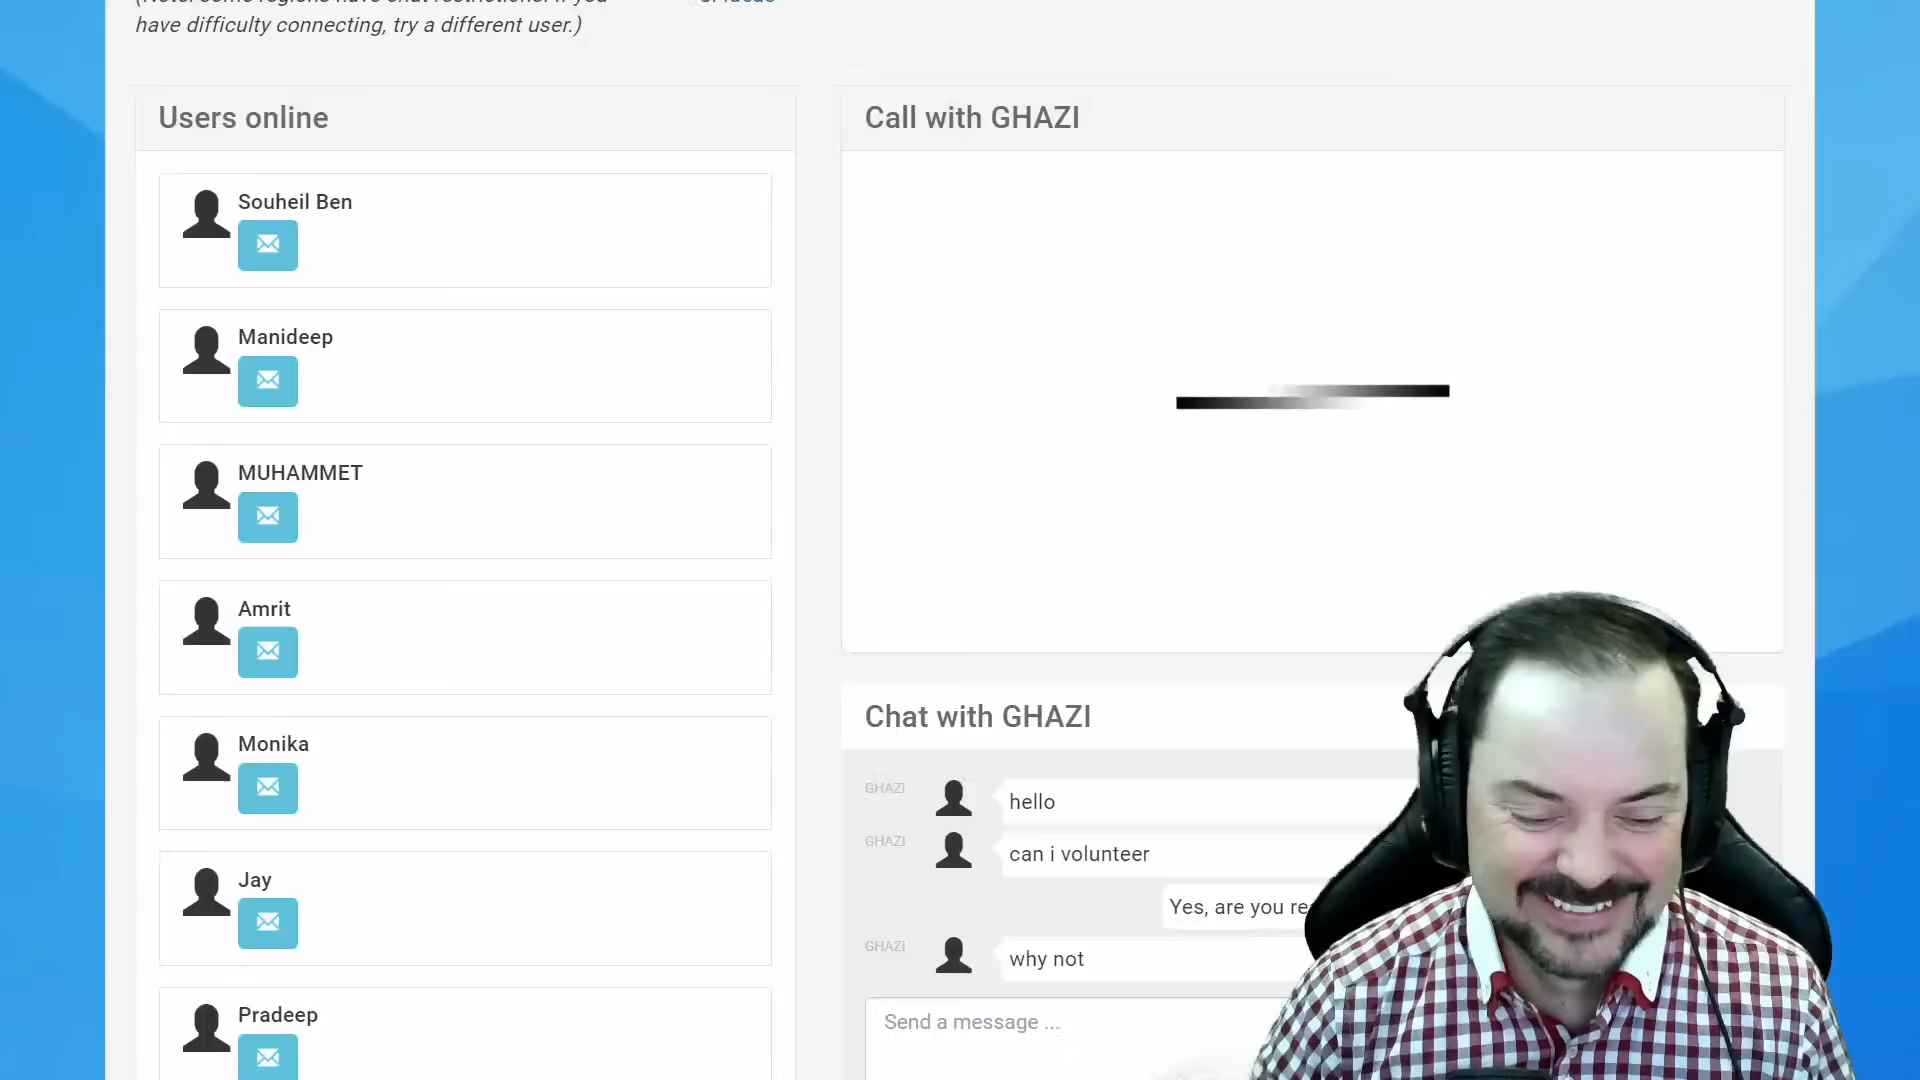 have difficulty connecting, try a different user.)
Users online
Souheil Ben
Manideep
MUHAMMET
Amrit
Monika
Jay
Pradeep
Call with GHAZI
Chat with GHAZI
GHAZI
hello
GHAZI
can i volunteer
Yes, are you
GHAZI
why not
Send a message ...